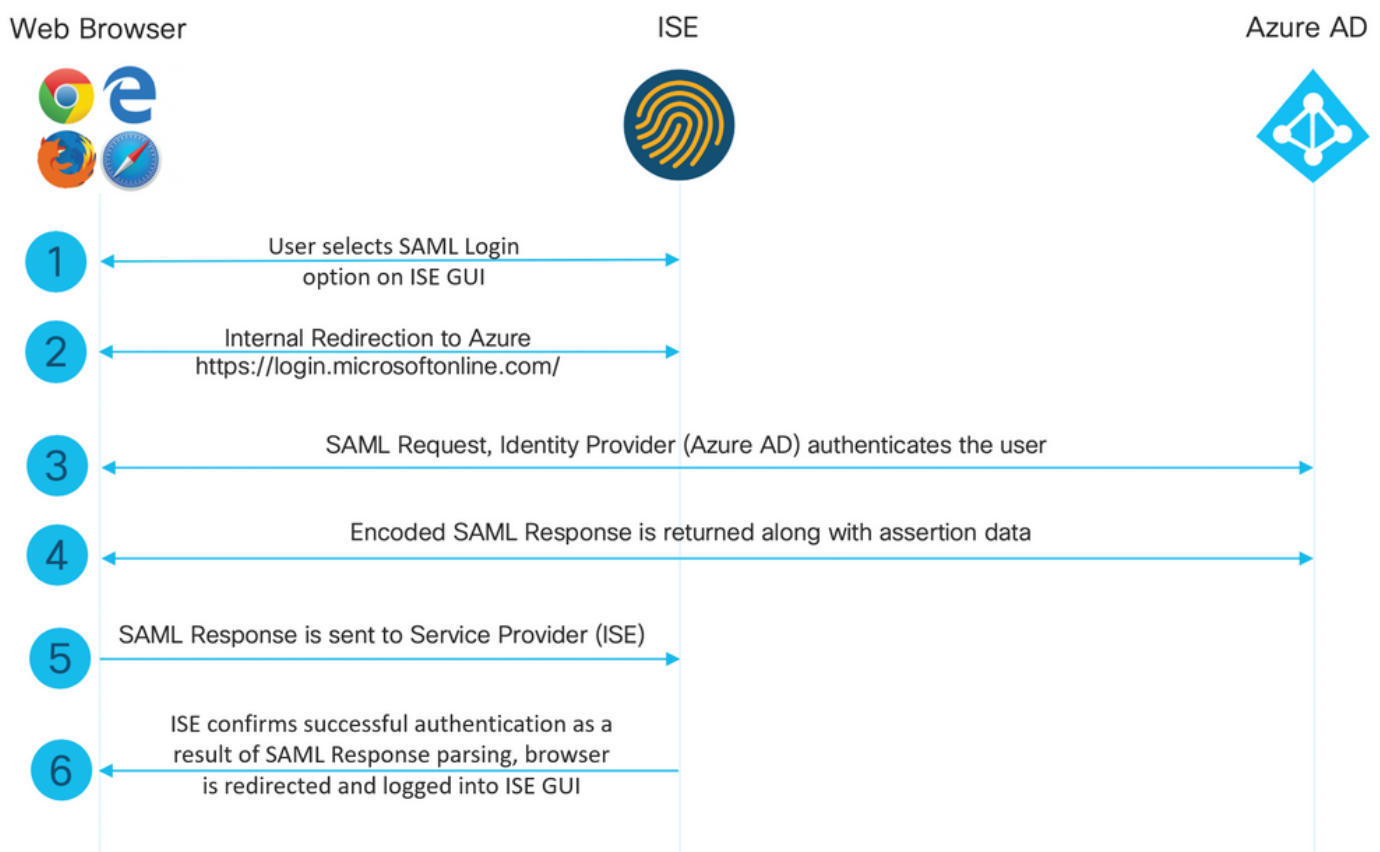 Web Browser
ISE
Azure AD
1
User selects SAML Login
option on ISE GUI
2
Internal Redirection to Azure
https://login.microsoftonline.com/
3
SAML Request, Identity Provider (Azure AD) authenticates the user
4
Encoded SAML Response is returned along with assertion data
5
SAML Response is sent to Service Provider (ISE)
6
ISE confirms successful authentication as a
result of SAML Response parsing, browser
is redirected and logged into ISE GUI